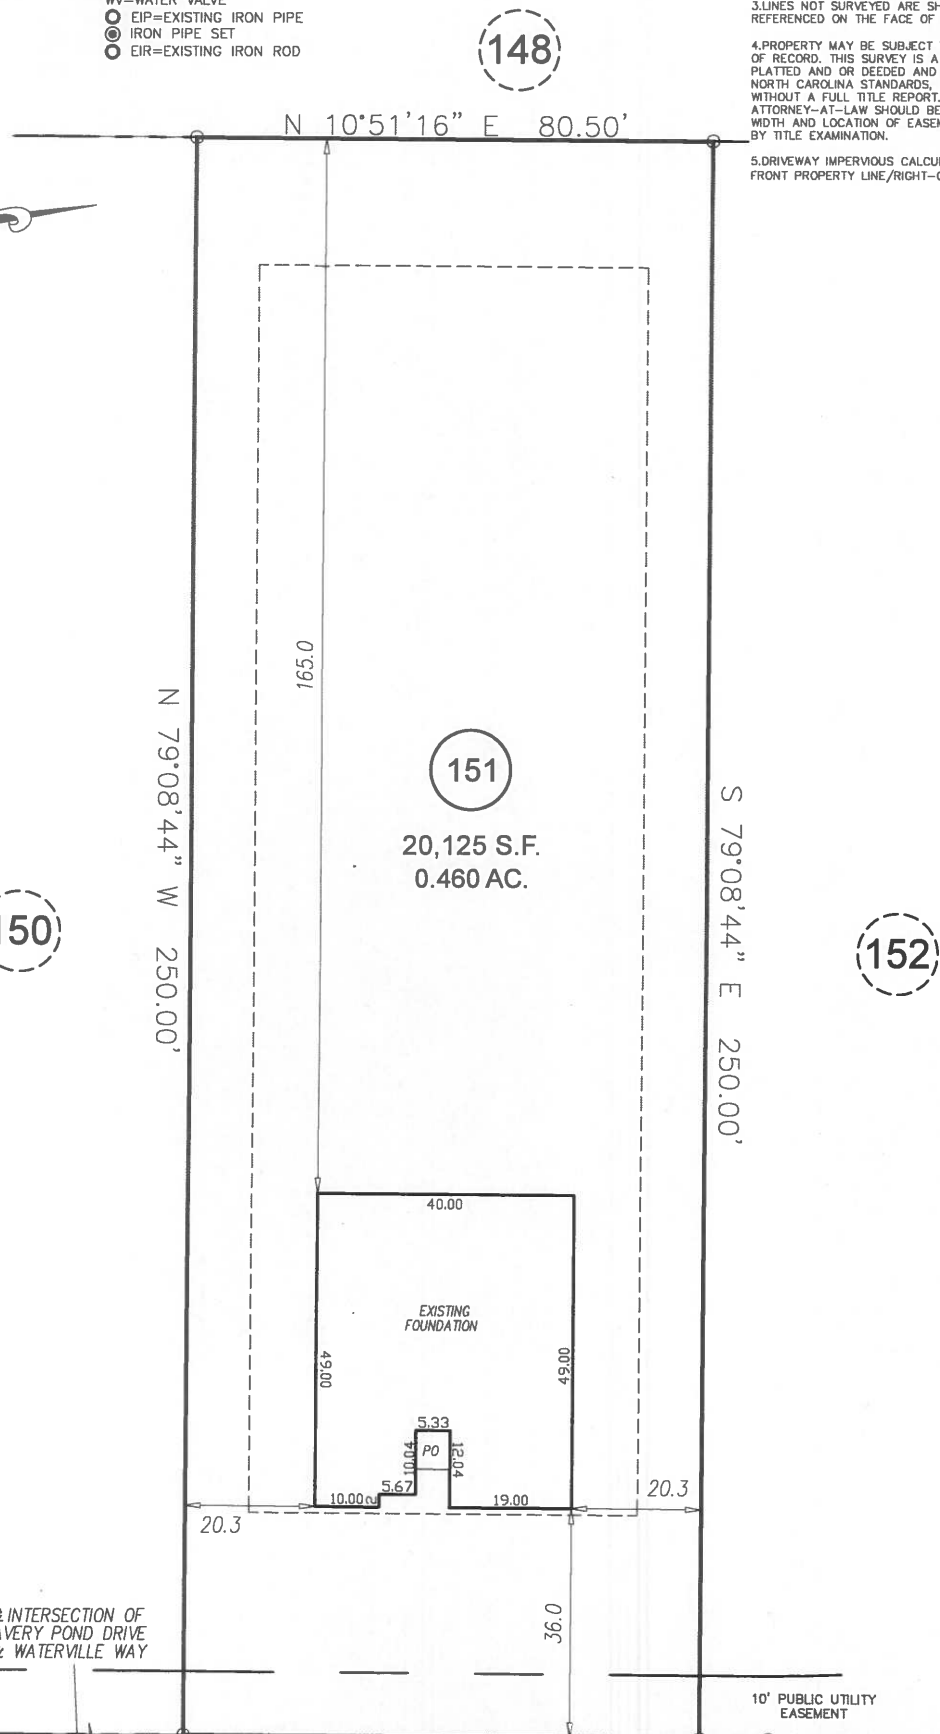 WV=WATER VALVE
EIP=EXISTING IRON PIPE
IRON PIPE SET
EIR=EXISTING IRON ROD
3.LINES NOT SURVEYED ARE
REFERENCED ON THE FACE OF
4.PROPERTY MAY BE SUBJECT
OF RECORD. THIS SURVEY IS A
PLATTED AND OR DEEDED AND
NORTH CAROLINA STANDARDS,
WITHOUT A FULL TITLE REPORT.
ATTORNEY-AT-LAW SHOULD BE
WIDTH AND LOCATION OF
BY TITLE EXAMINATION.
5.DRIVEWAY IMPERVIOUS
FRONT PROPERTY
148
N 10°51'16" E 80.50'
165.0
N 79°08'44" W 250.00'
151
20,125 S.F.
0.460 AC.
S 79°08'44" E 250.00'
150
152
40.00
EXISTING
FOUNDATION
49.00
49.00
5.33
PO
10.04
12.04
5.67
10.00
2
19.00
20.3
20.3
36.0
INTERSECTION OF
AVERY POND DRIVE
& WATERVILLE WAY
10' PUBLIC UTILITY
EASEMENT